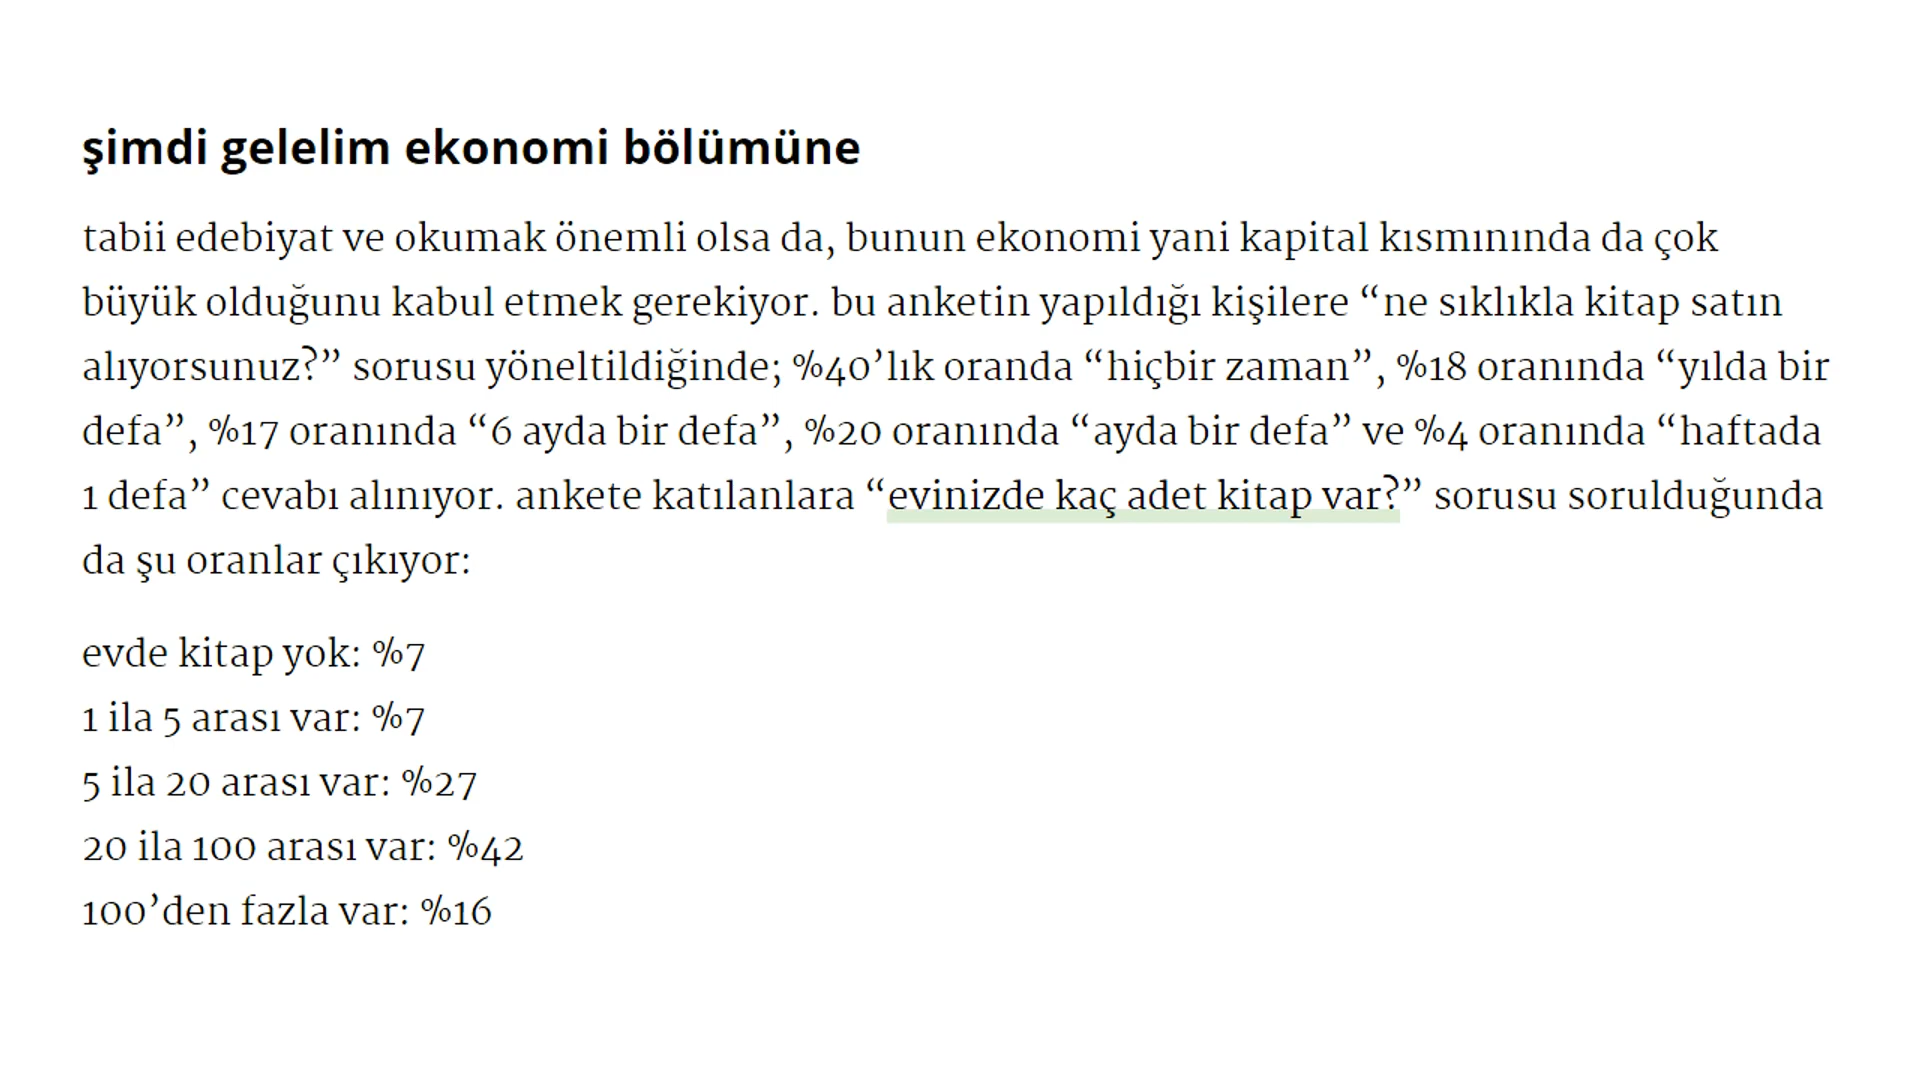 şimdi gelelim ekonomi bölümüne
tabii edebiyat ve okumak önemli olsa da, bunun ekonomi yani kapital kısmınında da çok
büyük olduğunu kabul etmek gerekiyor. bu anketin yapıldığı kişilere “ne sıklıkla kitap satın
alıyorsunuz?” sorusu yöneltildiğinde; %40’lık oranda “hiçbir zaman”, %18 oranında “yılda bir
defa”, %17 oranında “6 ayda bir defa”, %20 oranında “ayda bir defa” ve %4 oranında “haftada
1 defa” cevabı alınıyor. ankete katılanlara “evinizde kaç adet kitap var?” sorusu sorulduğunda
da şu oranlar çıkıyor:
evde kitap yok: %7
1 ila 5 arası var: %7
5 ila 20 arası var: %27
20 ila 100 arası var: %42
100’den fazla var: %16